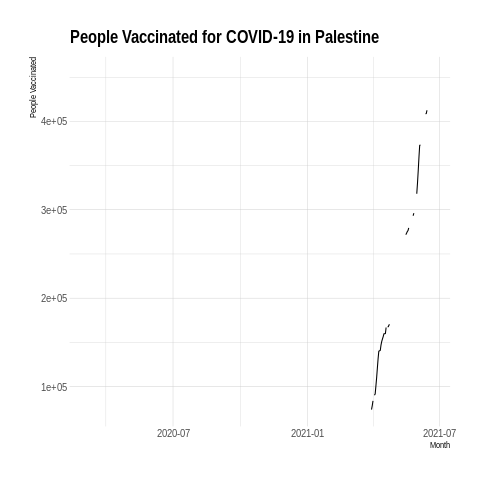 People Vaccinated for COVID-19 in Palestine
People Vaccinated
4e+05
3e+05
2e+05
1e+05
2020-07
2021-01
2021-07
Month